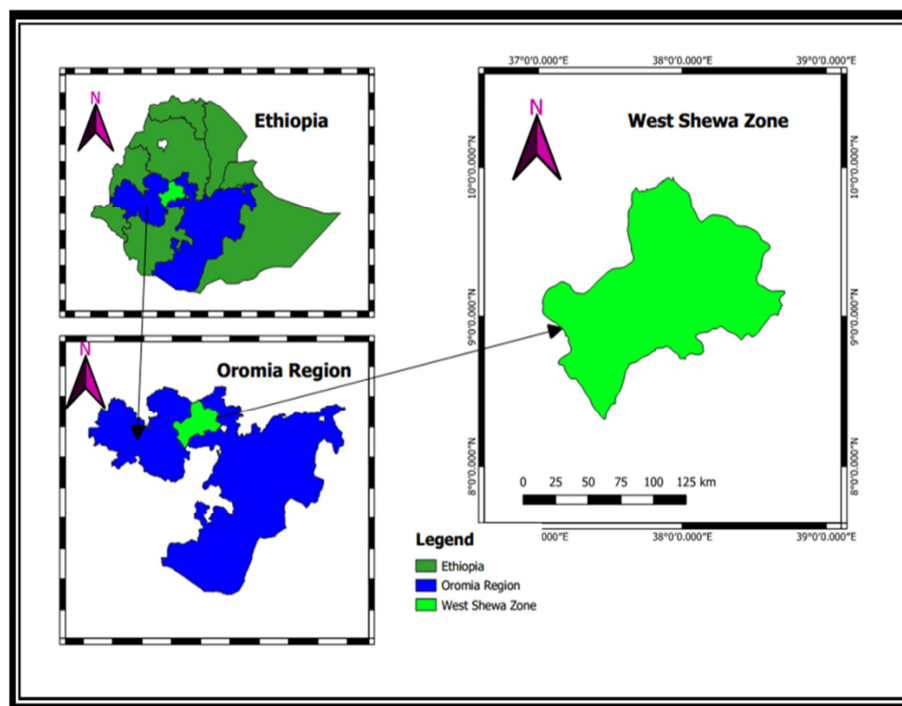 N
Ethiopia
N
Oromia Region
37°0'0.000"E 38°0'0.000"E 39°0'0.000"E
N
West Shewa Zone
10°0'0.000"N 10°0'0.000"N
9°0'0.000"N 9°0'0.000"N
8°0'0.000"N 8°0'0.000"N
0 25 50 75 100 125 km
000"E 38°0'0.000"E 39°0'0.000"E
Legend
Ethiopia
Oromia Region
West Shewa Zone